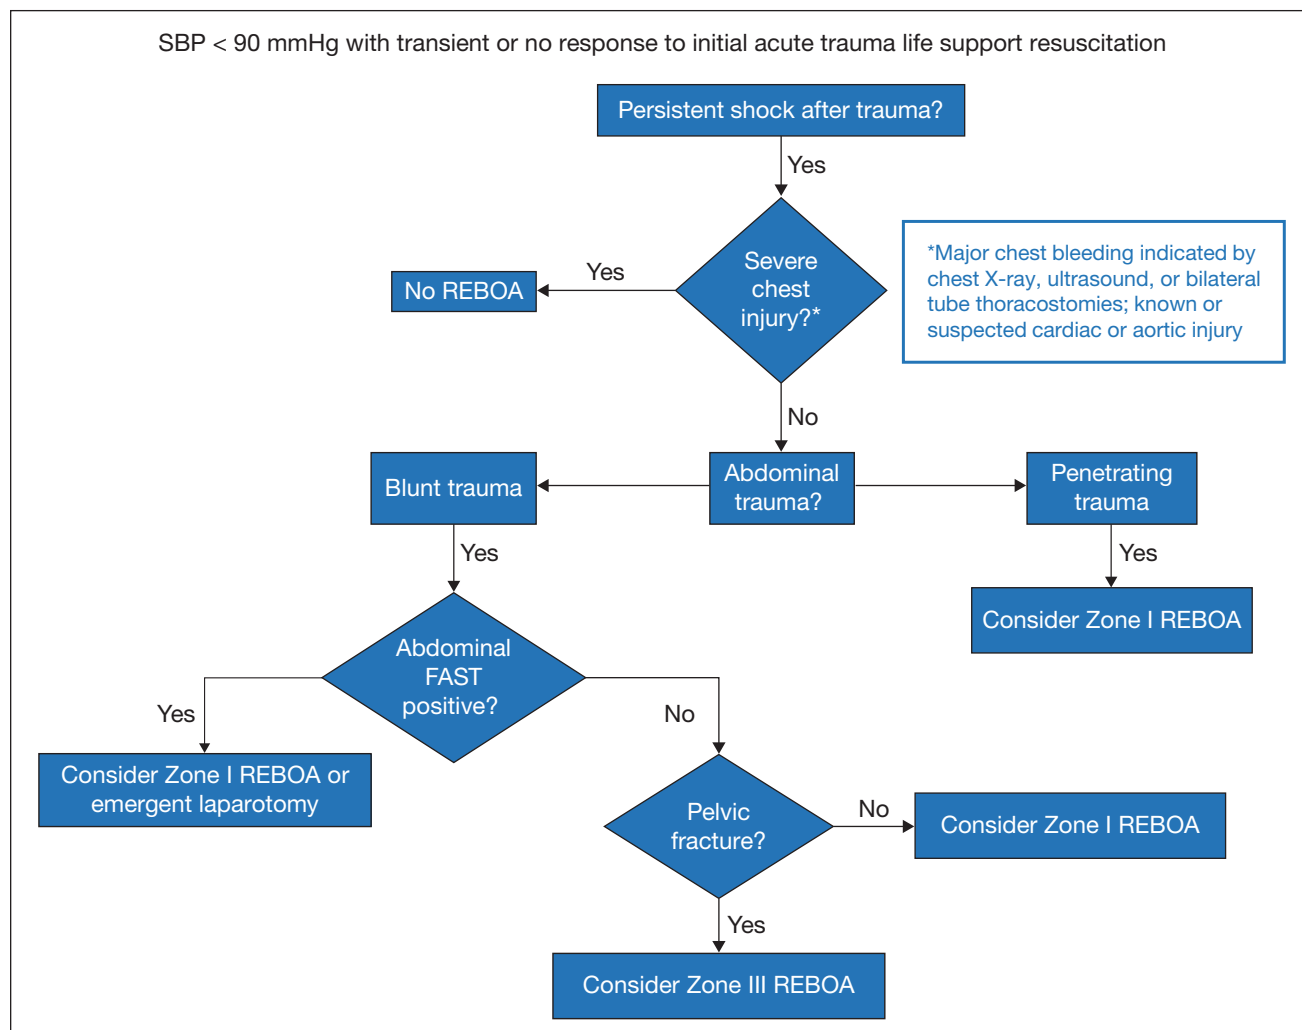 SBP < 90 mmHg with transient or no response to initial acute trauma life support resuscitation
Persistent shock after trauma?
Yes
Severe
chest
injury?*
Yes
No REBOA
*Major chest bleeding indicated by
chest X-ray, ultrasound, or bilateral
tube thoracostomies; known or
suspected cardiac or aortic injury
No
Blunt trauma
Abdominal
trauma?
Penetrating
trauma
Yes
Yes
Consider Zone I REBOA
Abdominal
FAST
positive?
Yes
No
Consider Zone I REBOA or
emergent laparotomy
Pelvic
fracture?
No
Consider Zone I REBOA
Yes
Consider Zone III REBOA